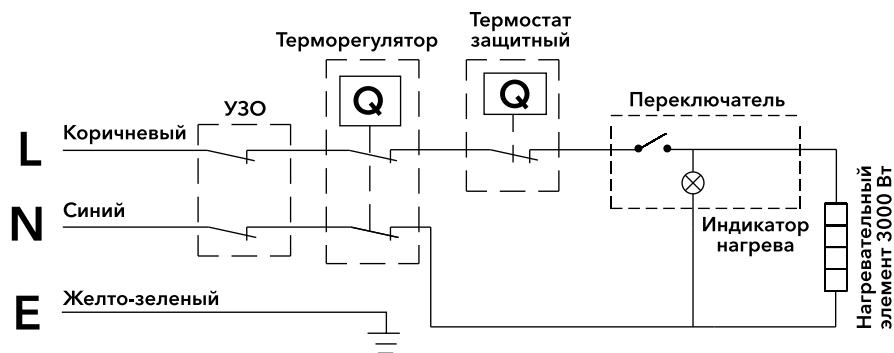 Терморегулятор
Термостат
защитный
Q
Q
УЗО
Переключатель
L
Коричневый
N
Синий
Индикатор
нагрева
Нагревательный
элемент 3000 Вт
E
Желто-зеленый